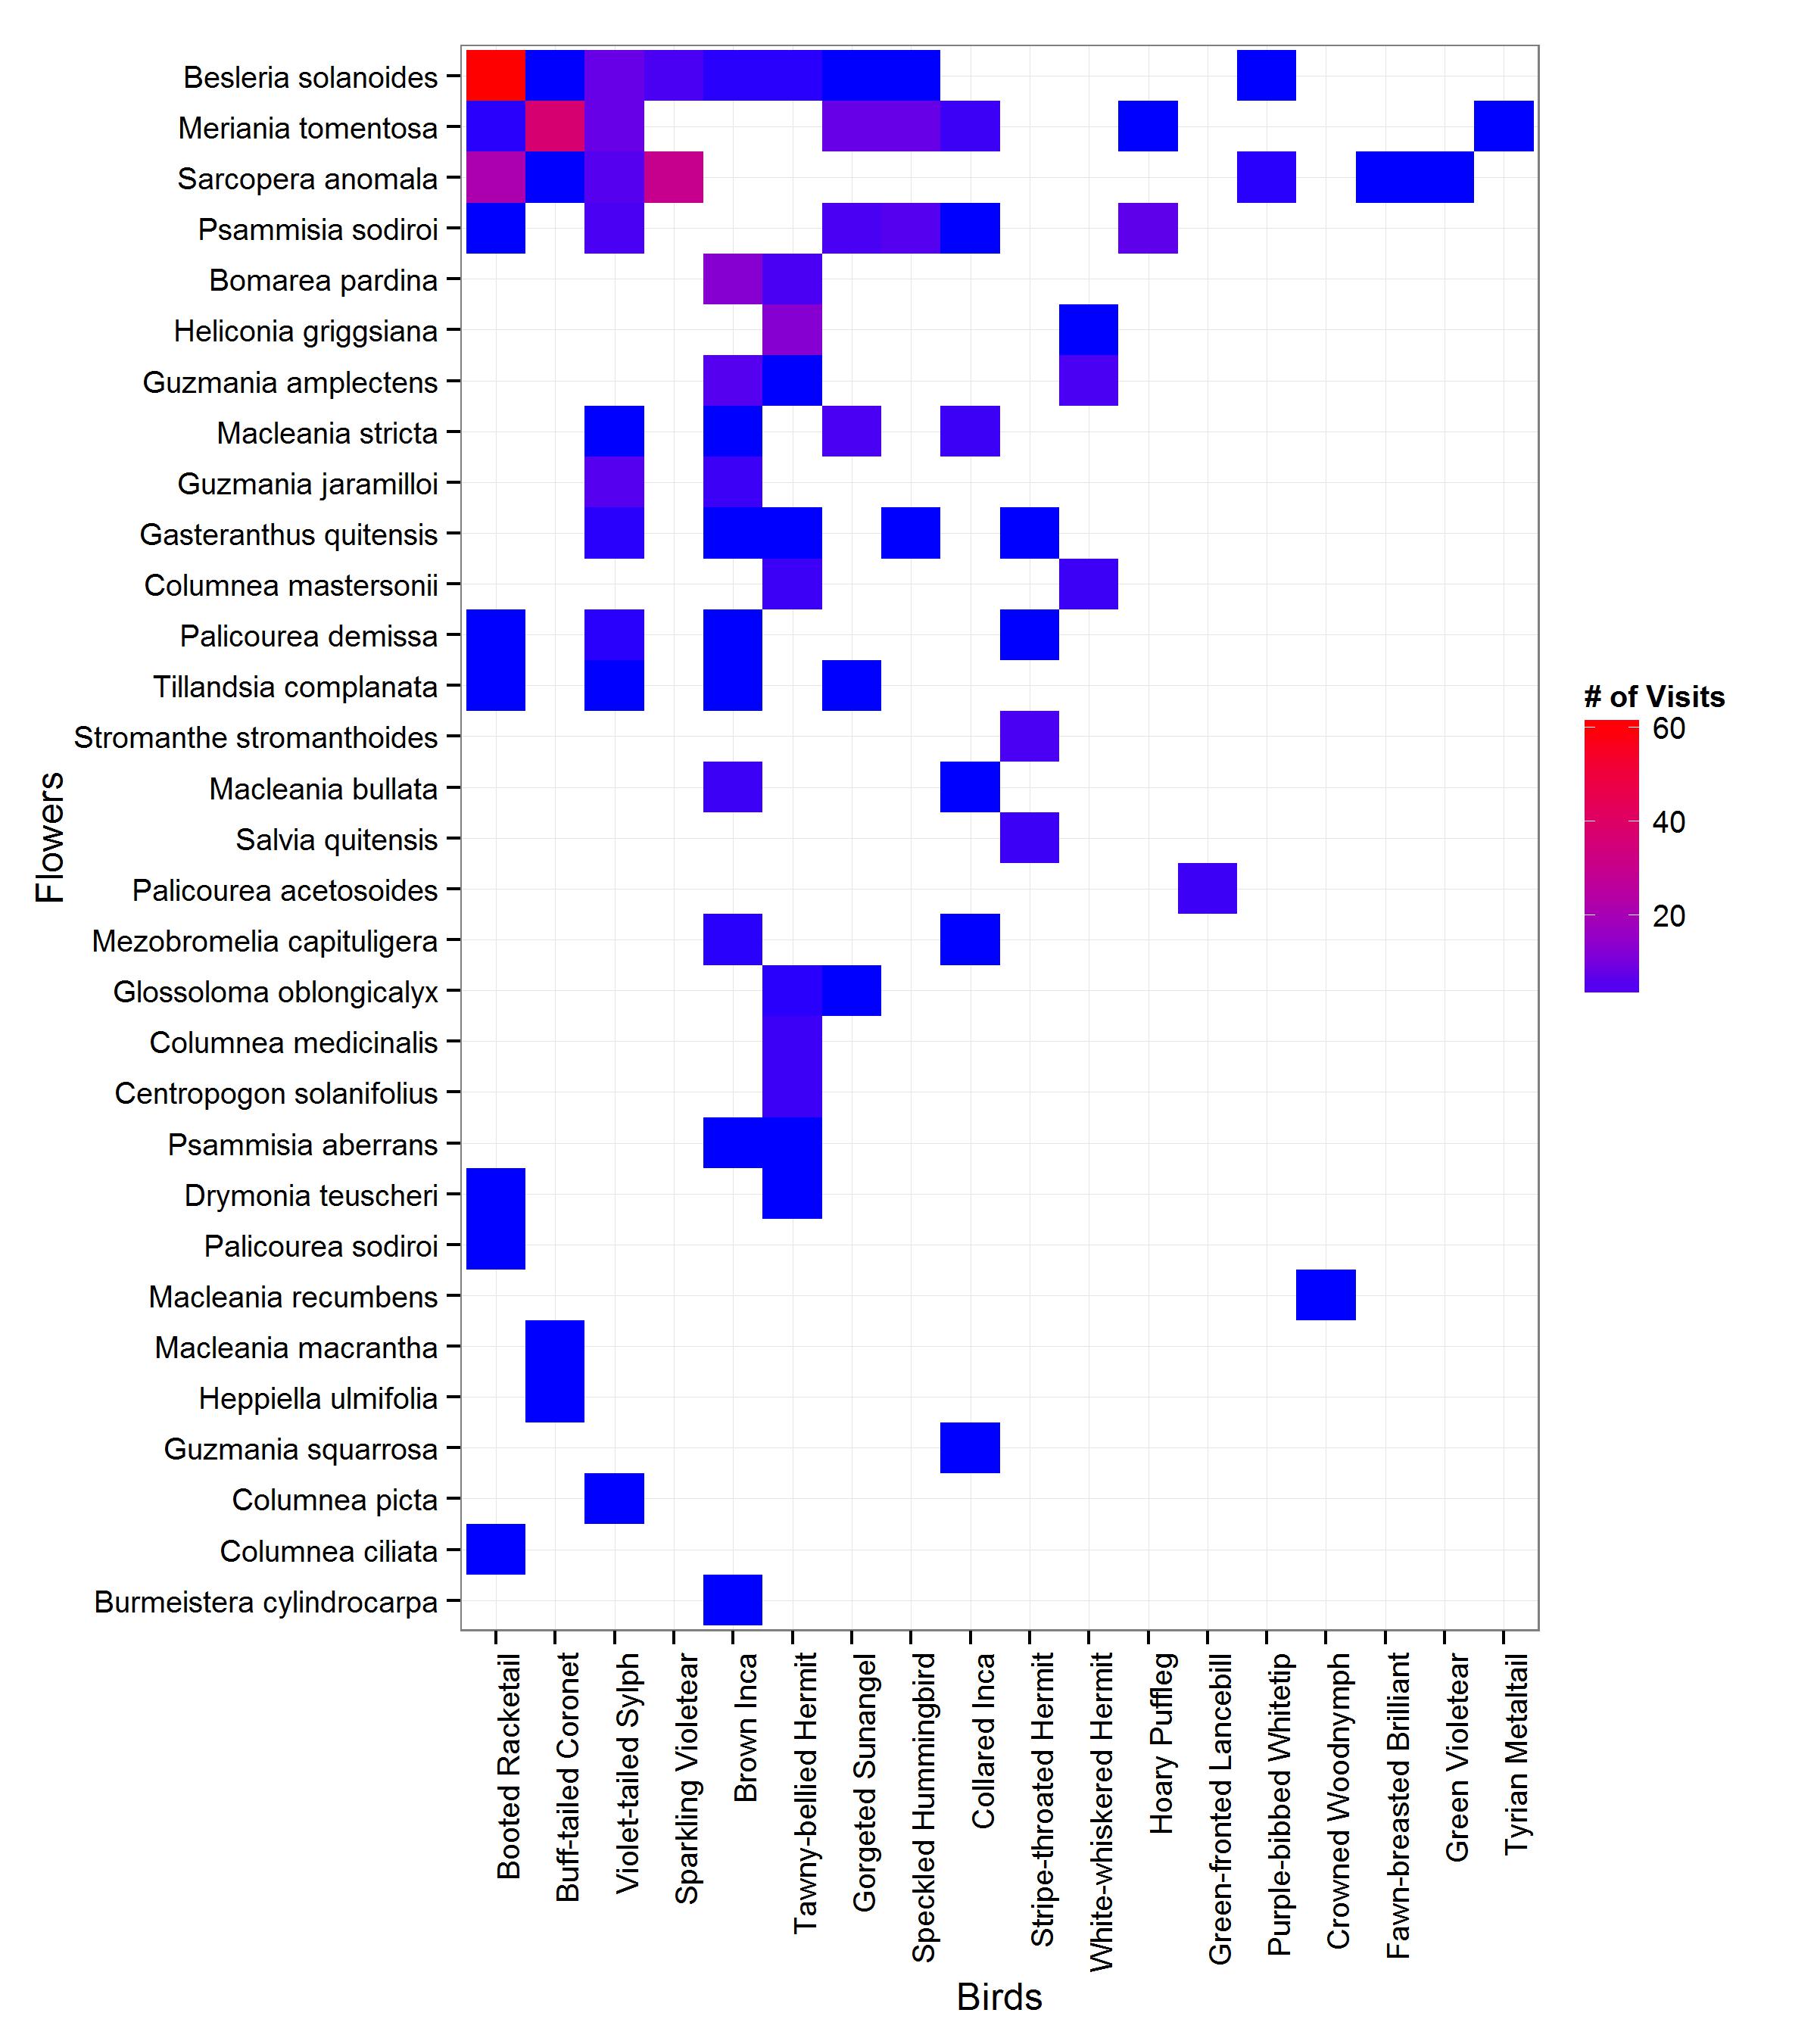 Besleria solanoides
Meriania tomentosa
Sarcopera anomala
Psammisia sodiroi
Bomarea pardina
Heliconia griggsiana
Guzmania amplectens
Macleania stricta
Guzmania jaramilloi
Gasteranthus quitensis
Columnea mastersonii
Palicourea demissa
Tillandsia complanata
Stromanthe stromanthoides
Macleania bullata
Salvia quitensis
Palicourea acetosoides
Mezobromelia capituligera
Glossoloma oblongicalyx
Columnea medicinalis
Centropogon solanifolius
Psammisia aberrans
Drymonia teuscheri
Palicourea sodiroi
Macleania recumbens
Macleania macrantha
Heppiella ulmifolia
Guzmania squarrosa
Columnea picta
Columnea ciliata
Burmeistera cylindrocarpa
Flowers
Booted Racketail
Buff-tailed Coronet
Violet-tailed Sylph
Sparkling Violetear
Brown Inca
Tawny-bellied Hermit
Gorgeted Sunangel
Speckled Hummingbird
Collared Inca
Stripe-throated Hermit
White-whiskered Hermit
Hoary Puffleg
Green-fronted Lancebill
Purple-bibbed Whitetip
Crowned Woodnymph
Fawn-breasted Brilliant
Green Violetear
Tyrian Metaltail
Birds
# of Visits
60
40
20